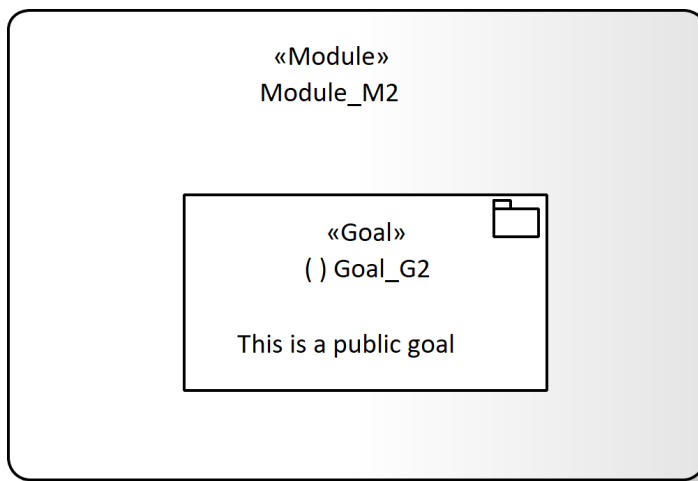 «Module»
Module_M2
«Goal»
( ) Goal_G2
This is a public goal